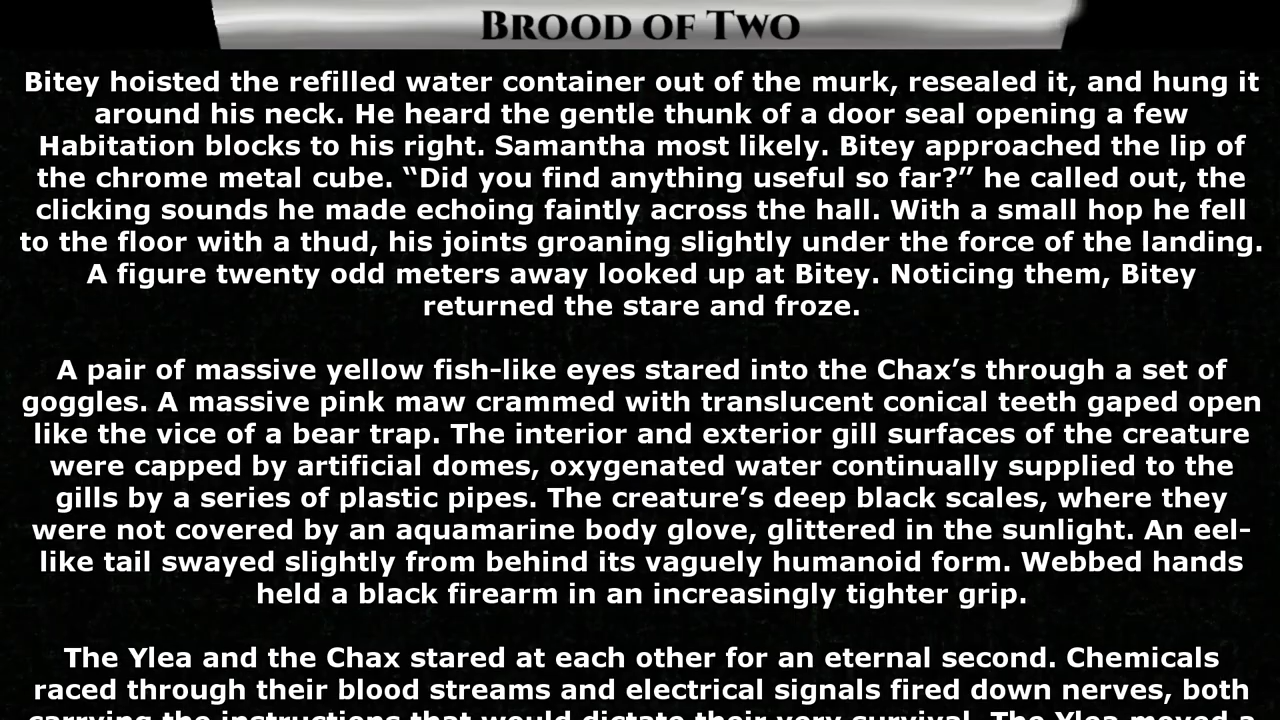 Brood of Two
Bitey hoisted the refilled water container out of the murk, resealed it, and hung it
around his neck. He heard the gentle thunk of a door seal opening a few
Habitation blocks to his right. Samantha most likely. Bitey approached the lip of
the chrome metal cube. “Did you find anything useful so far?” he called out, the
clicking sounds he made echoing faintly across the hall. With a small hop he fell
to the floor with a thud, his joints groaning slightly under the force of the landing.
A figure twenty odd meters away looked up at Bitey. Noticing them, Bitey
returned the stare and froze.
A pair of massive yellow fish-like eyes stared into the Chax’s through a set of
goggles. A massive pink maw crammed with translucent conical teeth gaped open
like the vice of a bear trap. The interior and exterior gill surfaces of the creature
were capped by artificial domes, oxygenated water continually supplied to the
gills by a series of plastic pipes. The creature’s deep black scales, where they
were not covered by an aquamarine body glove, glittered in the sunlight. An eel-
like tail swayed slightly from behind its vaguely humanoid form. Webbed hands
held a black firearm in an increasingly tighter grip.
The Ylea and the Chax stared at each other for an eternal second. Chemicals
raced through their blood streams and electrical signals fired down nerves, both
carrying the instructions that would dictate their very survival. The Ylea moved a